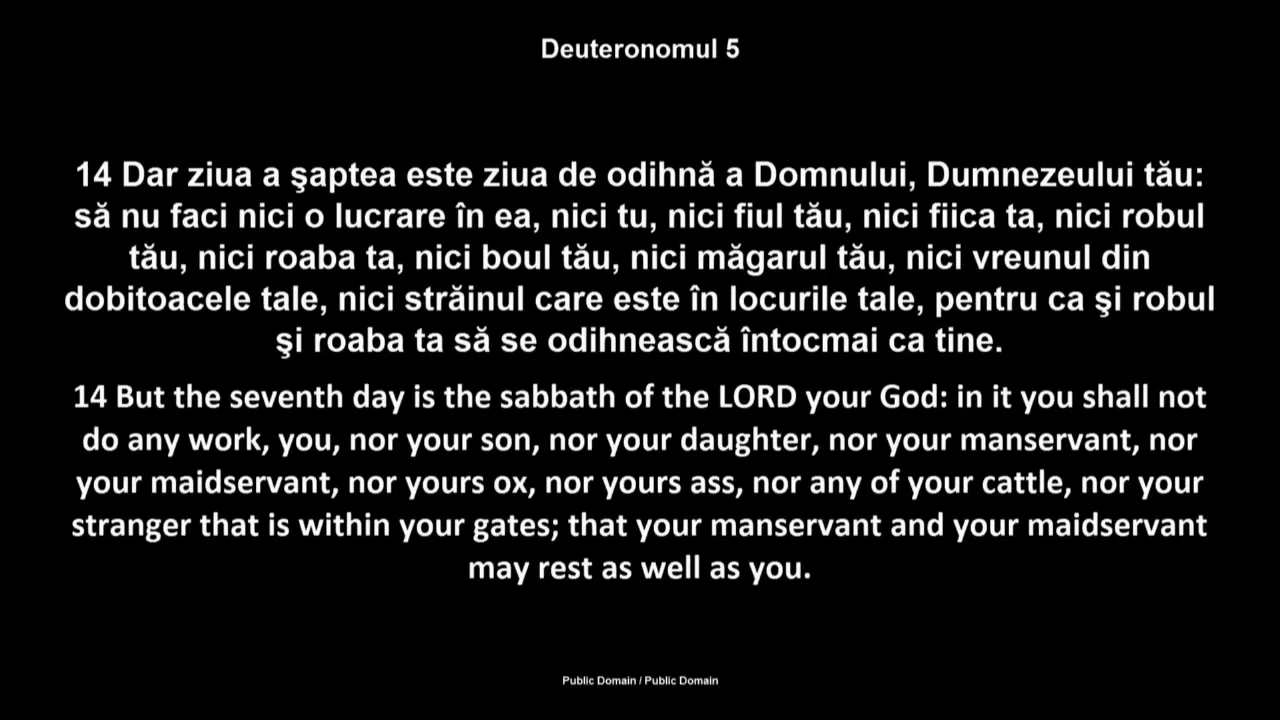 Deuteronomul 5
14 Dar ziua a şaptea este ziua de odihnă a Domnului, Dumnezeului tău:
să nu faci nici o lucrare în ea, nici tu, nici fiul tău, nici fiica ta, nici robul
tău, nici roaba ta, nici boul tău, nici măgarul tău, nici vreunul din
dobitoacele tale, nici străinul care este în locurile tale, pentru ca şi robul
şi roaba ta să se odihnească întocmai ca tine.
14 But the seventh day is the sabbath of the LORD your God: in it you shall not
do any work, you, nor your son, nor your daughter, nor your manservant, nor
your maidservant, nor yours ox, nor yours ass, nor any of your cattle, nor your
stranger that is within your gates; that your manservant and your maidservant
may rest as well as you.
Public Domain / Public Domain